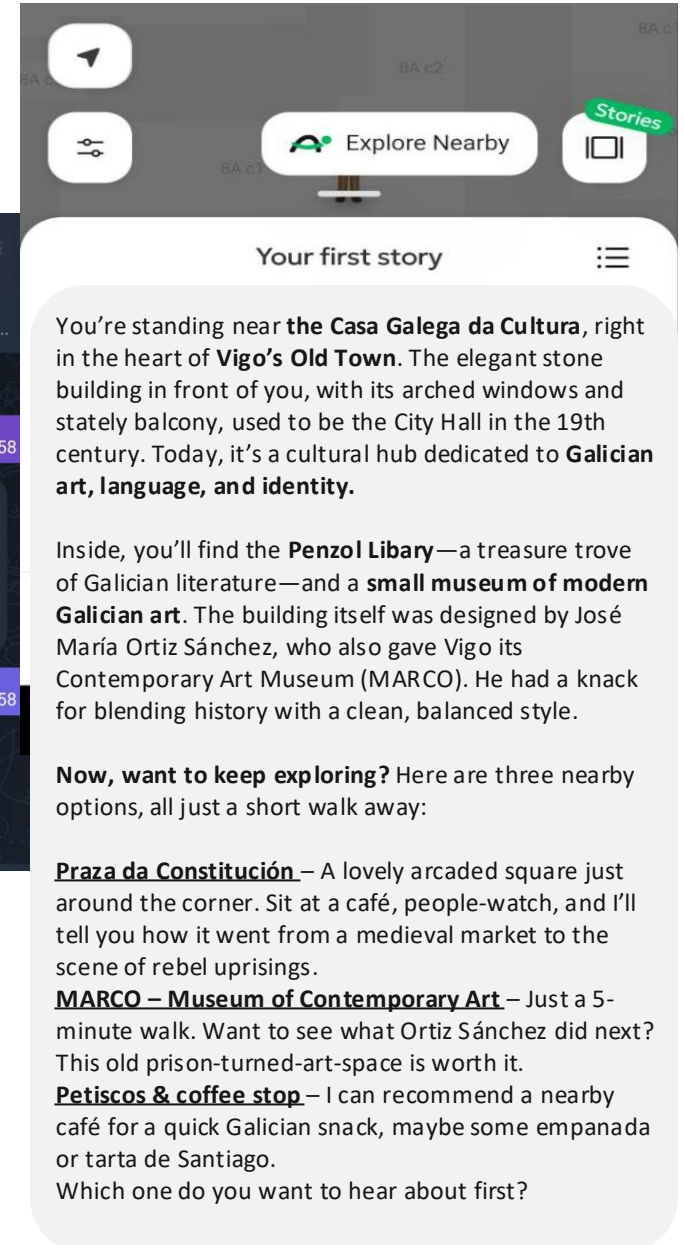 8A c2
8A c1
Stories
Explore Nearby
Your first story
You’re standing near the Casa Galega da Cultura, right
in the heart of Vigo’s Old Town. The elegant stone
building in front of you, with its arched windows and
stately balcony, used to be the City Hall in the 19th
century. Today, it’s a cultural hub dedicated to Galician
art, language, and identity.
Inside, you’ll find the Penzol Libary—a treasure trove
of Galician literature—and a small museum of modern
Galician art. The building itself was designed by José
María Ortiz Sánchez, who also gave Vigo its
Contemporary Art Museum (MARCO). He had a knack
for blending history with a clean, balanced style.
Now, want to keep exploring? Here are three nearby
options, all just a short walk away:
Praza da Constitución – A lovely arcaded square just
around the corner. Sit at a café, people-watch, and I’ll
tell you how it went from a medieval market to the
scene of rebel uprisings.
MARCO – Museum of Contemporary Art – Just a 5-
minute walk. Want to see what Ortiz Sánchez did next?
This old prison-turned-art-space is worth it.
Petiscos & coffee stop – I can recommend a nearby
café for a quick Galician snack, maybe some empanada
or tarta de Santiago.
Which one do you want to hear about first?
58
58